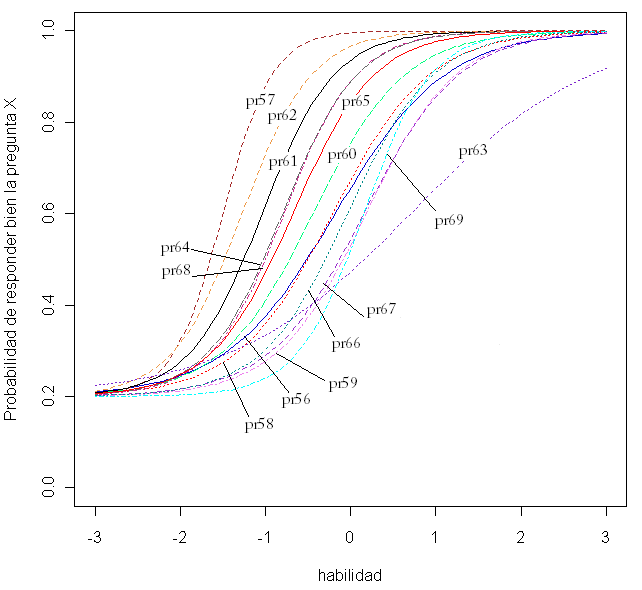 Probabilidad de responder bien la pregunta X
1.0
0.8
0.6
0.4
0.2
0.0
pr57
pr62
pr65
pr61
pr60
pr63
pr69
pr64
pr68
pr67
pr66
pr59
pr56
pr58
-3 -2 -1 0 1 2 3
habilidad